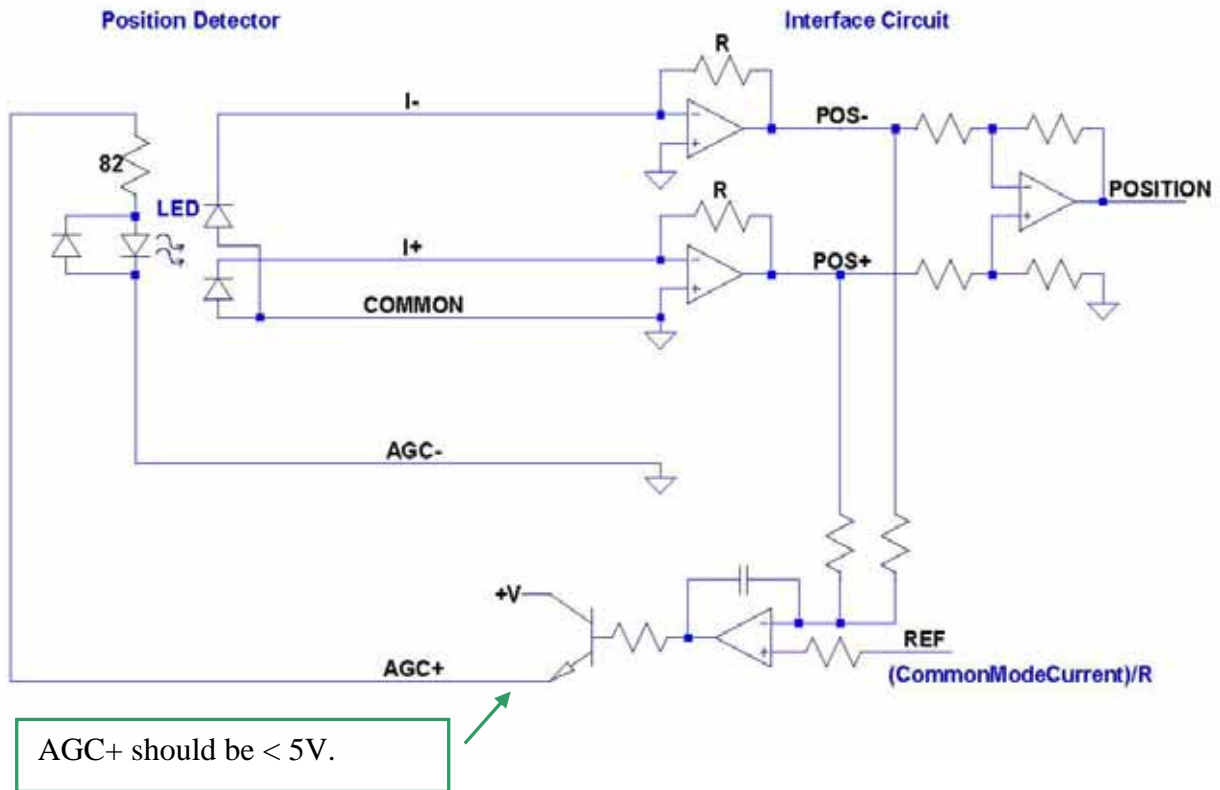 Position Detector
Interface Circuit
R
I-
POS-
82
LED
R
POSITION
I+
POS+
COMMON
AGC-
+V
REF
AGC+
(CommonModeCurrent)/R
AGC+ should be < 5V.